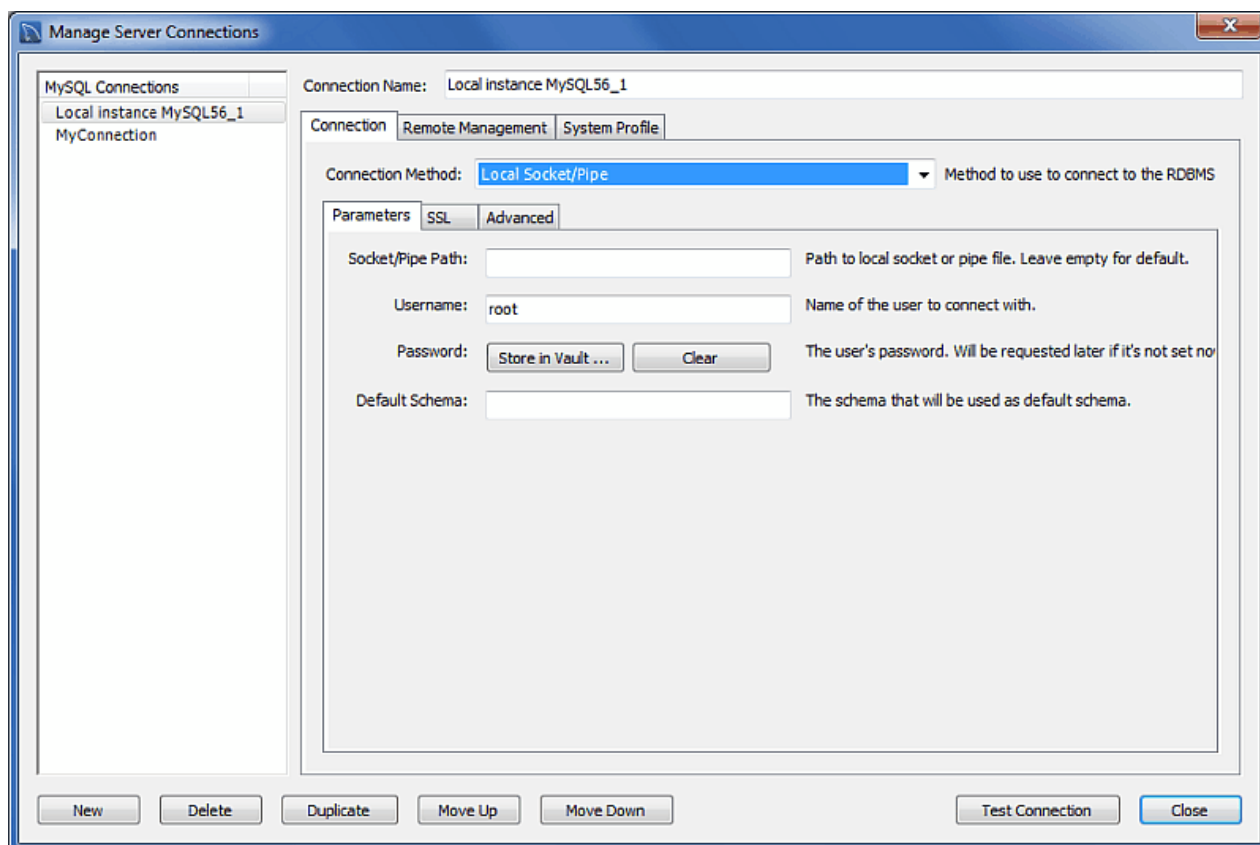 Manage Server Connections
MySQL Connections
Local instance MySQL56_1
MyConnection
Connection Name: Local instance MySQL56_1
Connection Remote Management System Profile
Connection Method: Local Socket/Pipe Method to use to connect to the RDBMS
Parameters SSL Advanced
Socket/Pipe Path: Path to local socket or pipe file. Leave empty for default.
Username: root Name of the user to connect with.
Password: Store in Vault ... Clear The user's password. Will be requested later if it's not set
Default Schema: The schema that will be used as default schema.
New Delete Duplicate Move Up Move Down Test Connection Close